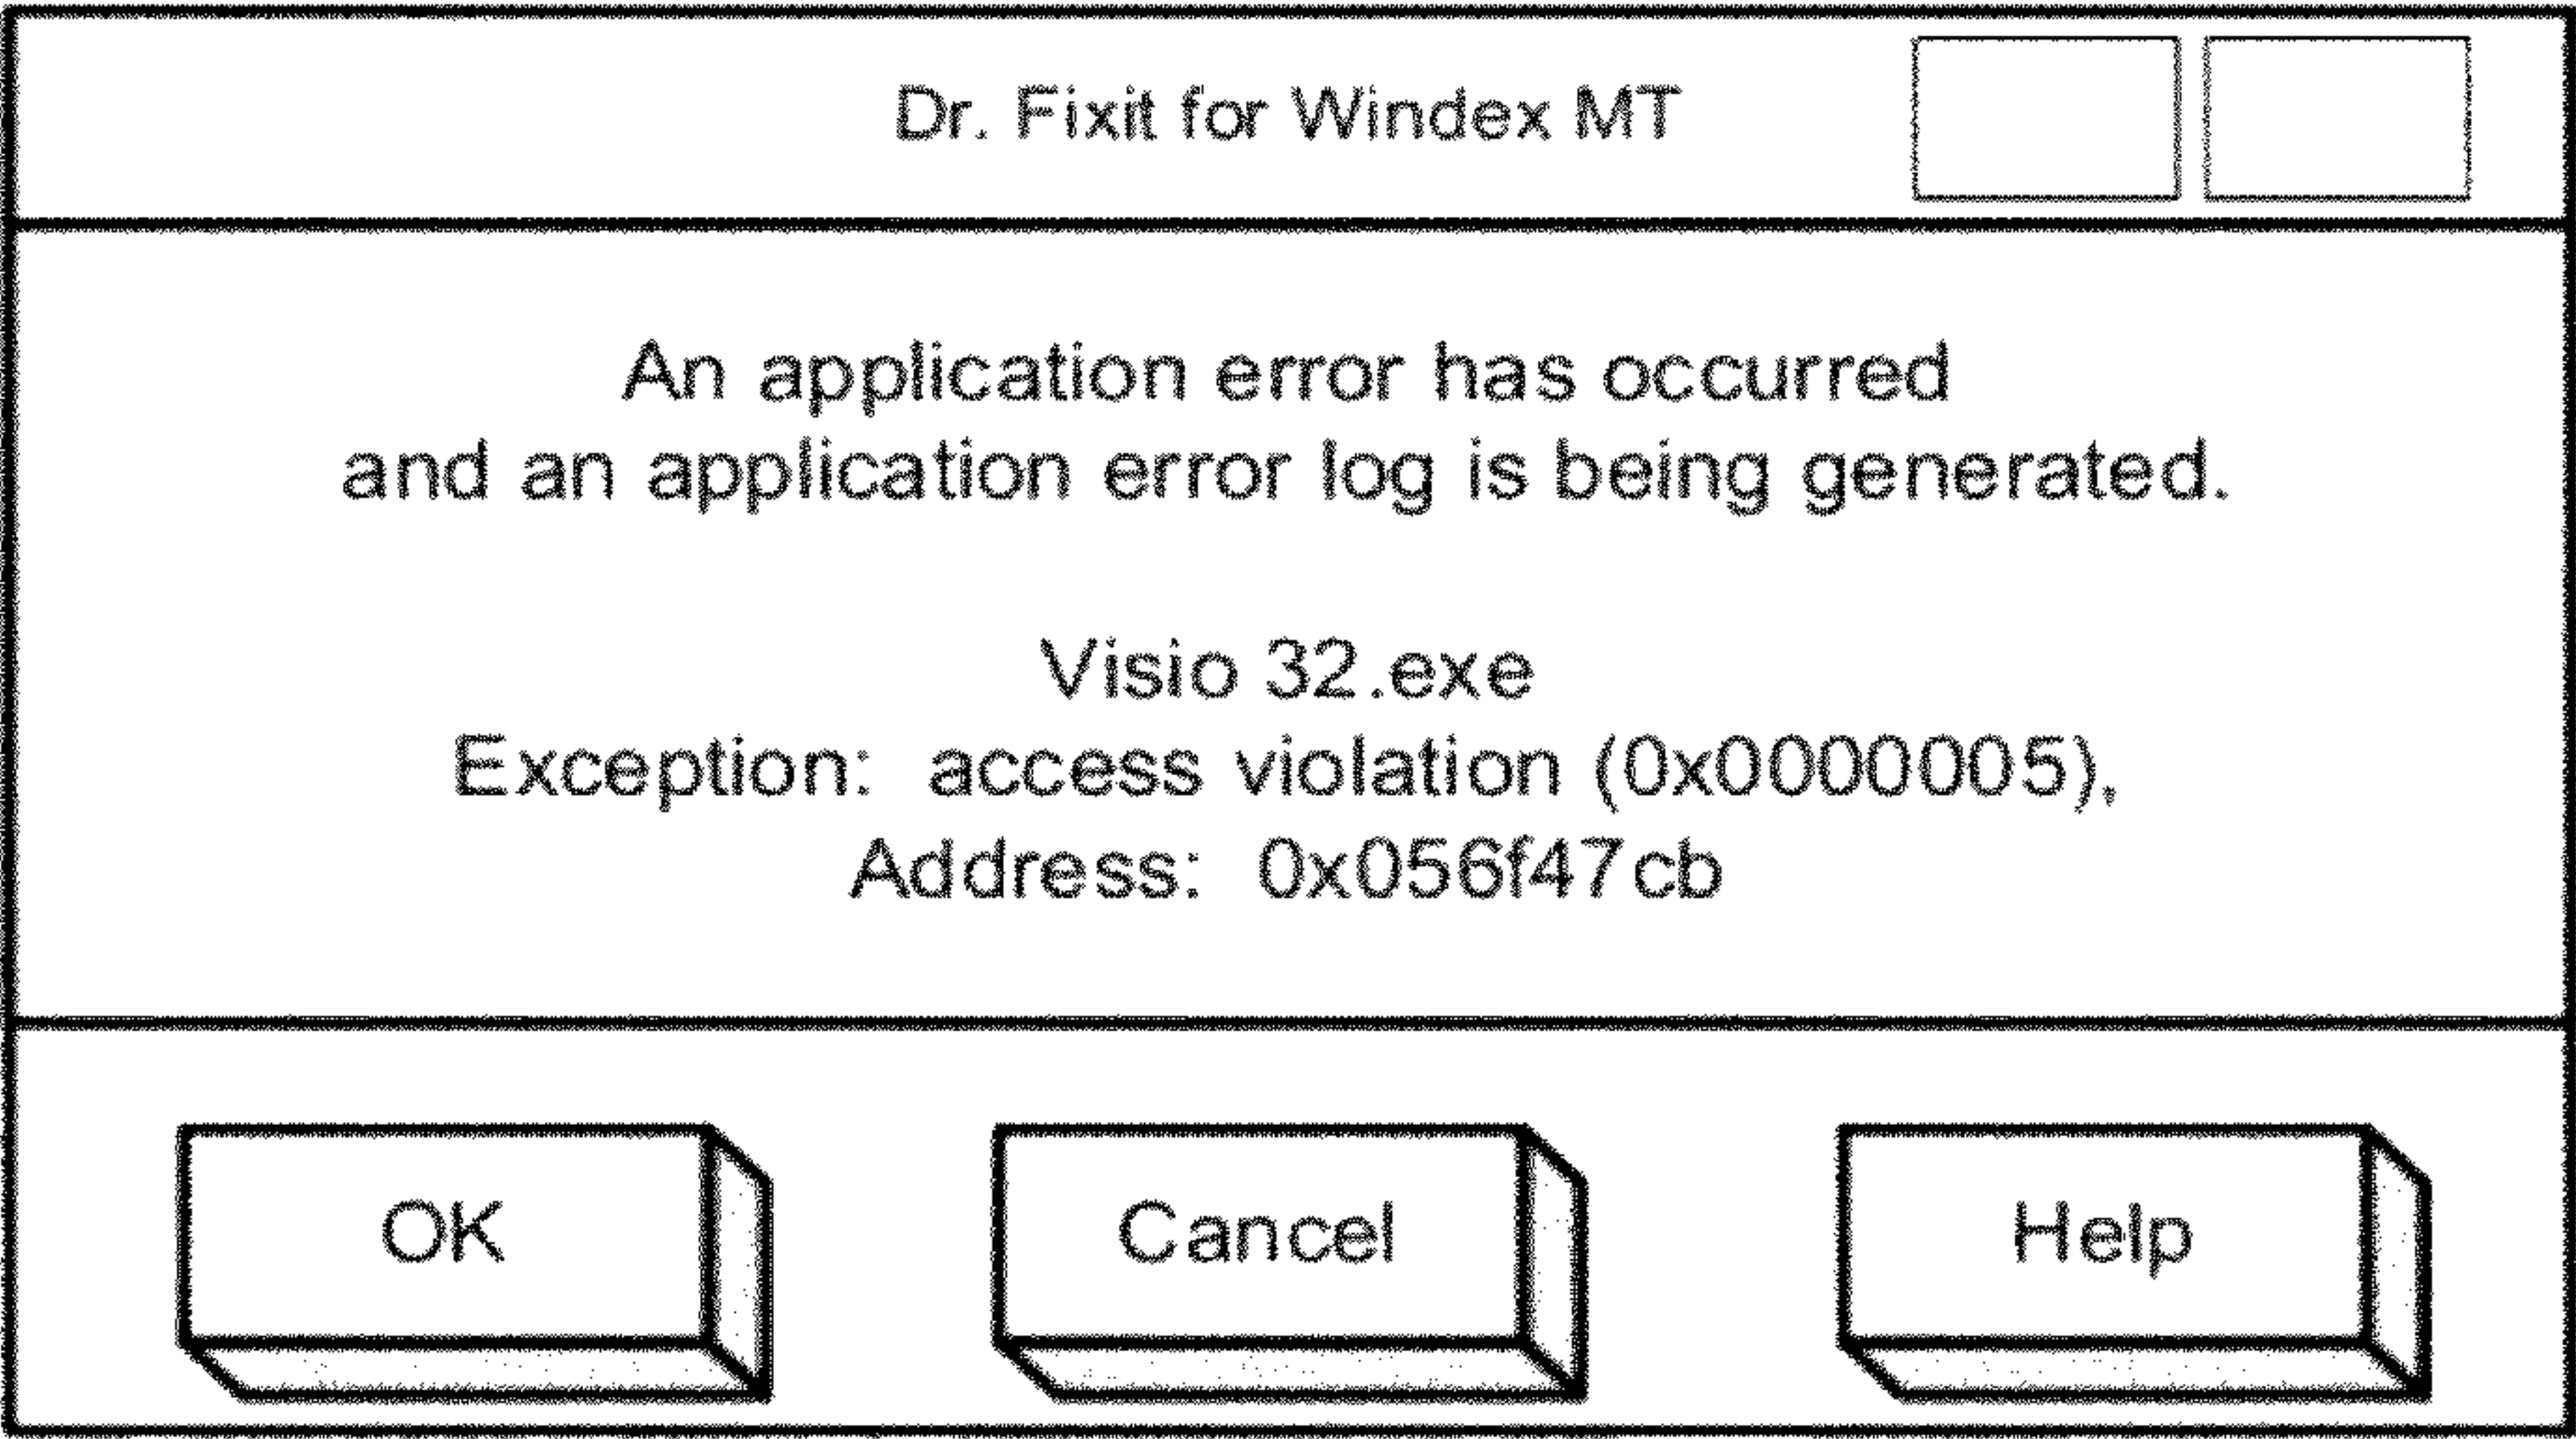 Dr. Fixit for Windex MT
An application error has occurred
and an application error log is being generated.
Visio 32.exe
Exception: access violation (0x0000005),
Address: 0x056f47cb
OK
Cancel
Help